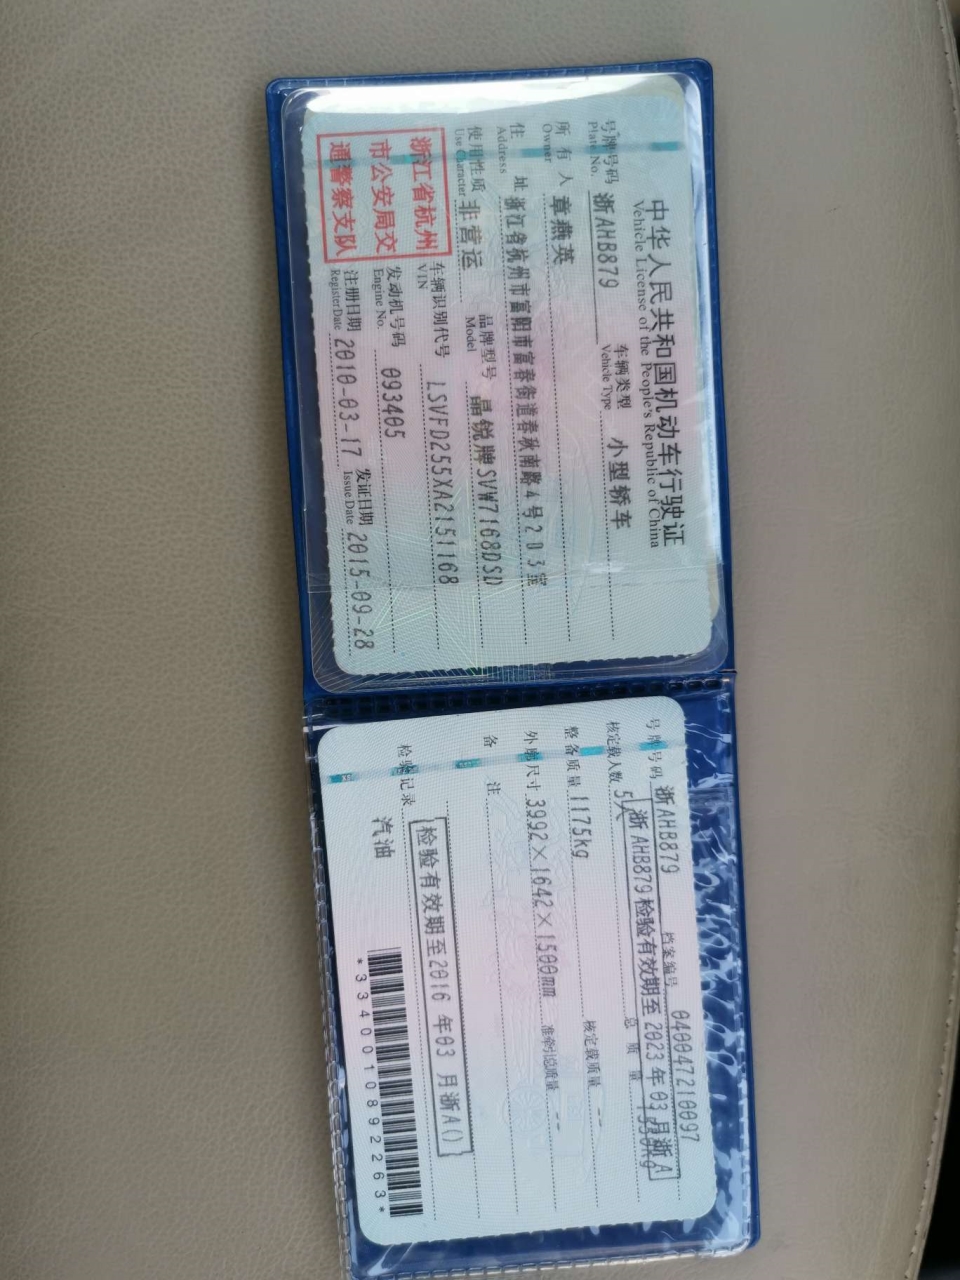 中华人民共和国机动车行驶证
Vehicle License of the People's Republic of China
号牌号码 浙AHB879 车辆类型 小型轿车
Plate No. Vehicle Type
所有人 章燕英
Owner
住址 浙江省杭州市富阳市富春街道春秋南路4号203室
Address
使用性质 非营运 品牌型号 晶锐牌SVW7168DSD
Use Character Model
浙江省杭州
市公安局交
通警察支队
车辆识别代号 LSVFD255XA2151168
VIN
发动机号码 093405
Engine No.
注册日期 2010-03-17 发证日期 2015-09-28
Register Date Issue Date
号牌号码 浙AHB879 档案编号 040047210097
浙AHB879检验有效期至2023年03月浙A
核定载人数 5人 总质量
整备质量 1175kg 核定载质量 --
外廓尺寸 3992×1642×1500mm 准牵引总质量 --
备注
检验有效期至2016年03月浙A()
检验记录
汽油
*3340010892263*